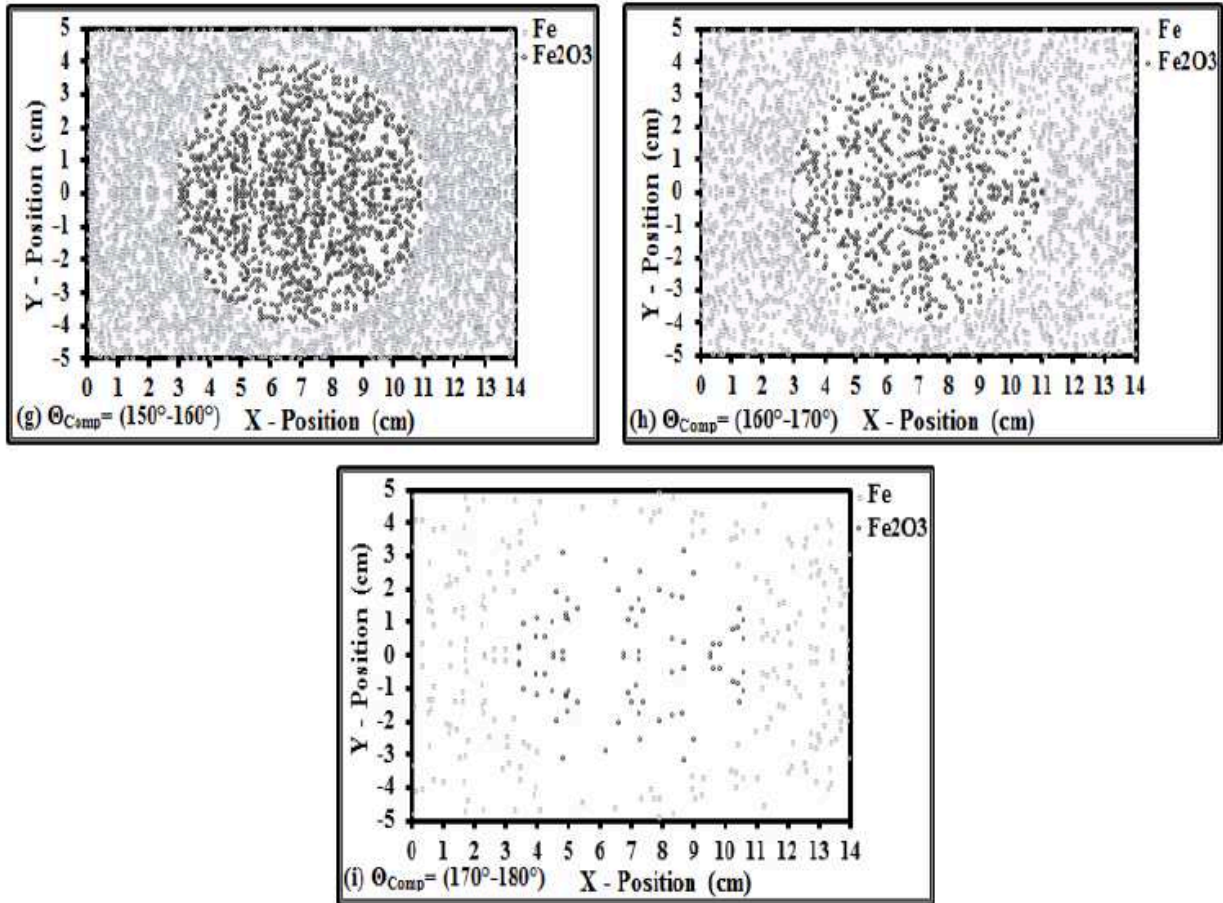 Fe
Fe2O3
5
4
3
2
1
0
-1
-2
-3
-4
-5
Y - Position (cm)
0 1 2 3 4 5 6 7 8 9 10 11 12 13 14
(g) ΘComp= (150°-160°) X - Position (cm)
Fe
Fe2O3
5
4
3
2
1
0
-1
-2
-3
-4
-5
Y - Position (cm)
0 1 2 3 4 5 6 7 8 9 10 11 12 13 14
(h) ΘComp= (160°-170°) X - Position (cm)
Fe
Fe2O3
5
4
3
2
1
0
-1
-2
-3
-4
-5
Y - Position (cm)
0 1 2 3 4 5 6 7 8 9 10 11 12 13 14
(i) ΘComp= (170°-180°) X - Position (cm)